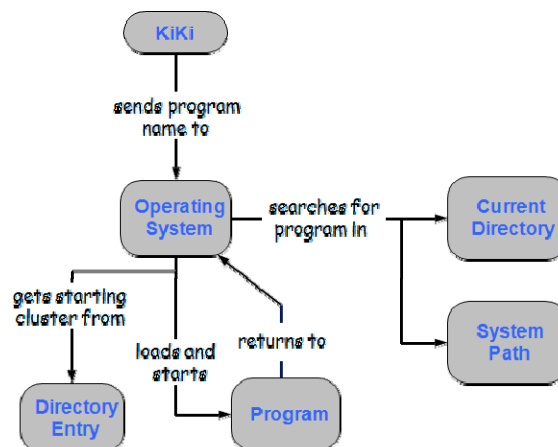 KiKi
sends program
name to
Operating
System
searches for
program in
Current
Directory
System
Path
gets starting
cluster from
loads and
starts
returns to
Directory
Entry
Program